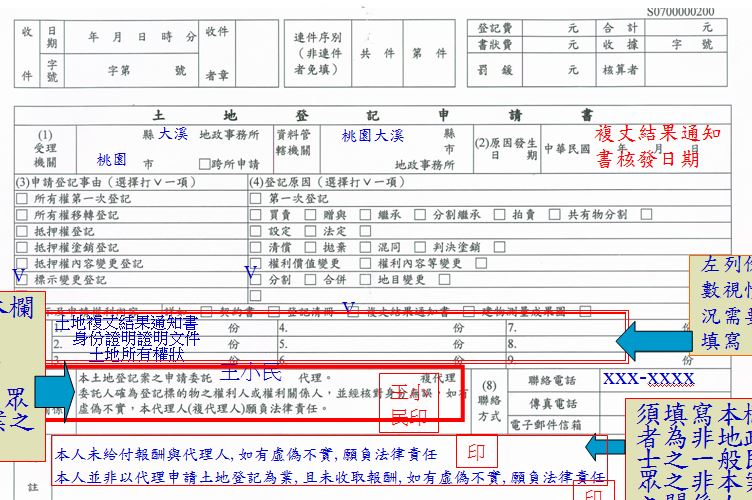 S0700000200
收件 日期 年 月 日 時 分 收件者章
字號 字第 號
連件序別（非連件者免填） 共 件 第 件
登記費 元 合計 元
書狀費 元 收據 字 號
罰鍰 元 核算者
土 地 登 記 申 請 書
(1)受理機關 縣 大溪 地政事務所
桃園 市 □跨所申請
資料管轄機關 桃園大溪 縣 市 地政事務所
(2)原因發生日期 中華民國 年 月 日
複丈結果通知書核發日期
(3)申請登記事由（選擇打ˇ一項） (4)登記原因（選擇打ˇ一項）
□ 所有權第一次登記 □ 第一次登記
□ 所有權移轉登記 □ 買賣 □ 贈與 □ 繼承 □ 分割繼承 □ 拍賣 □ 共有物分割 □
□ 抵押權登記 □ 設定 □ 法定 □
□ 抵押權塗銷登記 □ 清償 □ 拋棄 □ 混同 □ 判決塗銷 □
□ 抵押權內容變更登記 □ 權利價值變更 □ 權利內容等變更 □
V □ 標示變更登記 V □ 分割 □ 合併 □ 地目變更 □
□
□ 契約書 □ 登記清冊 V □ 複丈結果通知書 □ 建物測量成果圖 □
土地複丈結果通知書 份 4. 份 7.
2. 身份證明證明文件 份 5. 份 8.
土地所有權狀 份 6. 份 9.
左列份
數視情
況需要
填寫
本欄
眾
案之
本土地登記案之申請委託 王小民 代理。 複代理
委託人確為登記標的物之權利人或權利關係人，並經核對身分無誤，如有
虛偽不實，本代理人(複代理人)願負法律責任。
王小民印
(8)聯絡方式 聯絡電話 xxx-xxxx
傳真電話
電子郵件信箱
本人未給付報酬與代理人, 如有虛偽不實, 願負法律責任 印
本人並非以代理申請土地登記為業, 且未收取報酬, 如有虛偽不實, 願負法律責任
印
註
須填寫本欄
者為非地政
士之一般民
眾之非本案